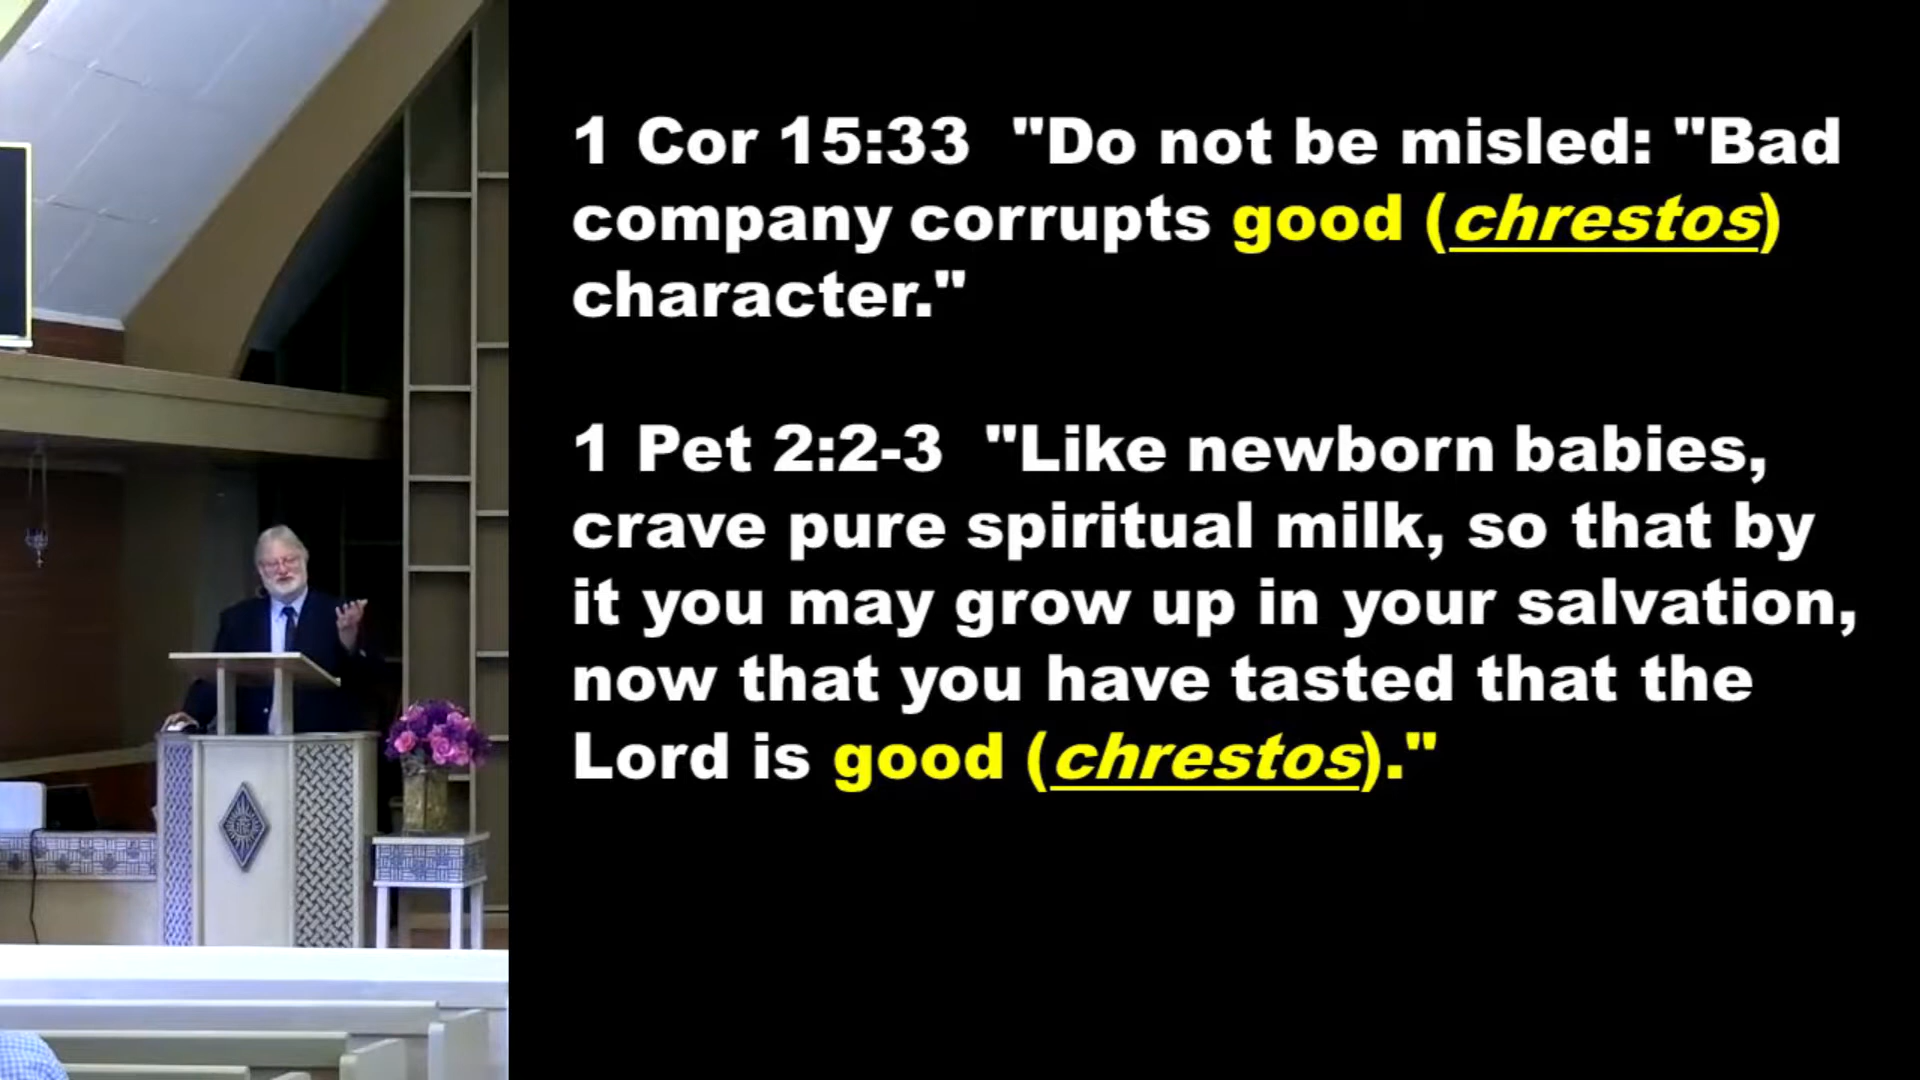 1 Cor 15:33  "Do not be misled: "Bad
company corrupts good (chrestos)
character."
1 Pet 2:2-3  "Like newborn babies,
crave pure spiritual milk, so that by
it you may grow up in your salvation,
now that you have tasted that the
Lord is good (chrestos)."